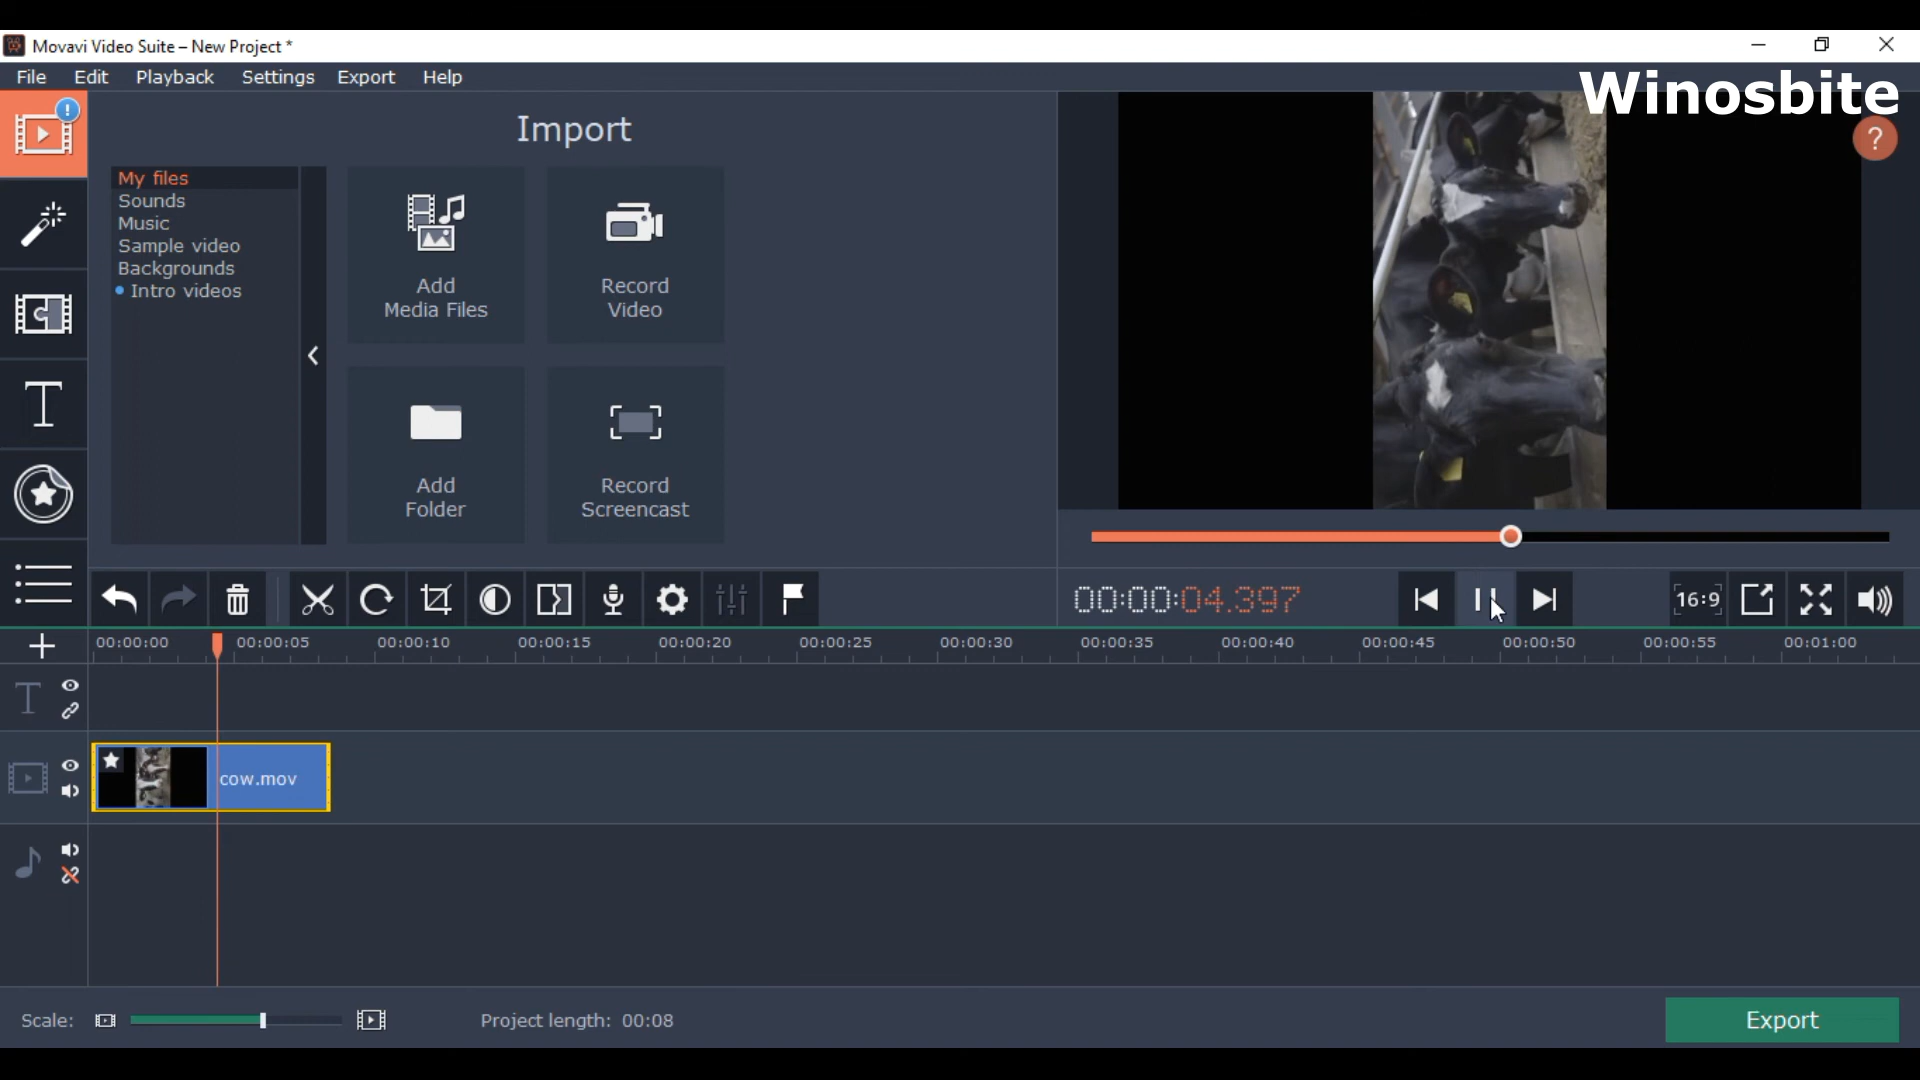 Movavi Video Suite – New Project *
File Edit Playback Settings Export Help
Winosbite
Import
?
My files
Sounds
Music
Sample video
Backgrounds
Intro videos
Add
Media Files
Record
Video
Add
Folder
Record
Screencast
00:00:04.397
16:9
00:00:00 00:00:05 00:00:10 00:00:15 00:00:20 00:00:25 00:00:30 00:00:35 00:00:40 00:00:45 00:00:50 00:00:55 00:01:00
cow.mov
Scale:
Project length: 00:08
Export